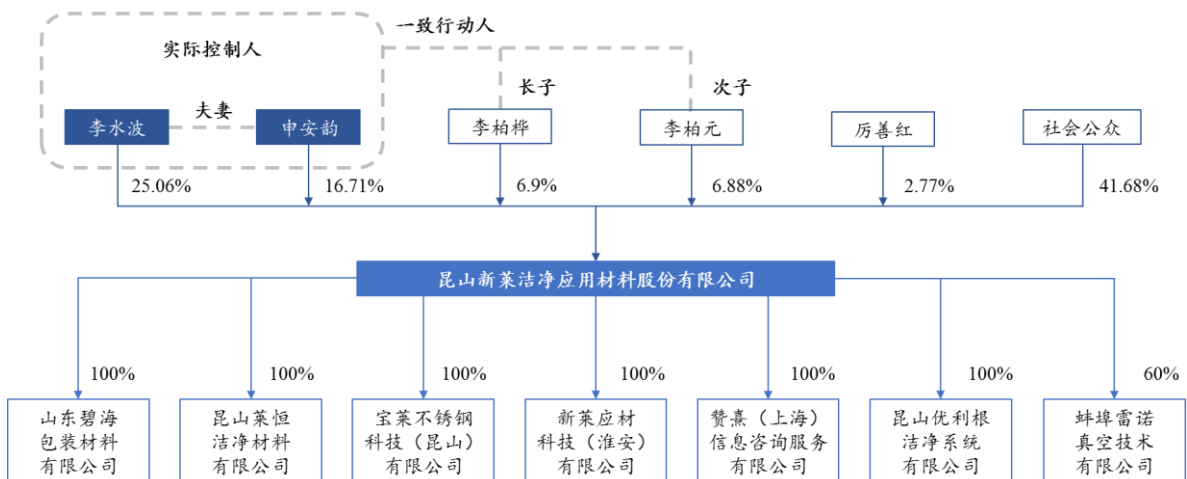 一致行动人
实际控制人
长子
次子
夫妻
李水波
申安韵
李柏桦
李柏元
厉善红
社会公众
25.06%
16.71%
6.9%
6.88%
2.77%
41.68%
昆山新莱洁净应用材料股份有限公司
100%
100%
100%
100%
100%
100%
60%
山东碧海
包装材料
有限公司
昆山莱恒
洁净材料
有限公司
宝莱不锈钢
科技（昆山）
有限公司
新莱应材
科技（淮安）
有限公司
赞熹（上海）
信息咨询服务
有限公司
昆山优利根
洁净系统
有限公司
蚌埠雷诺
真空技术
有限公司